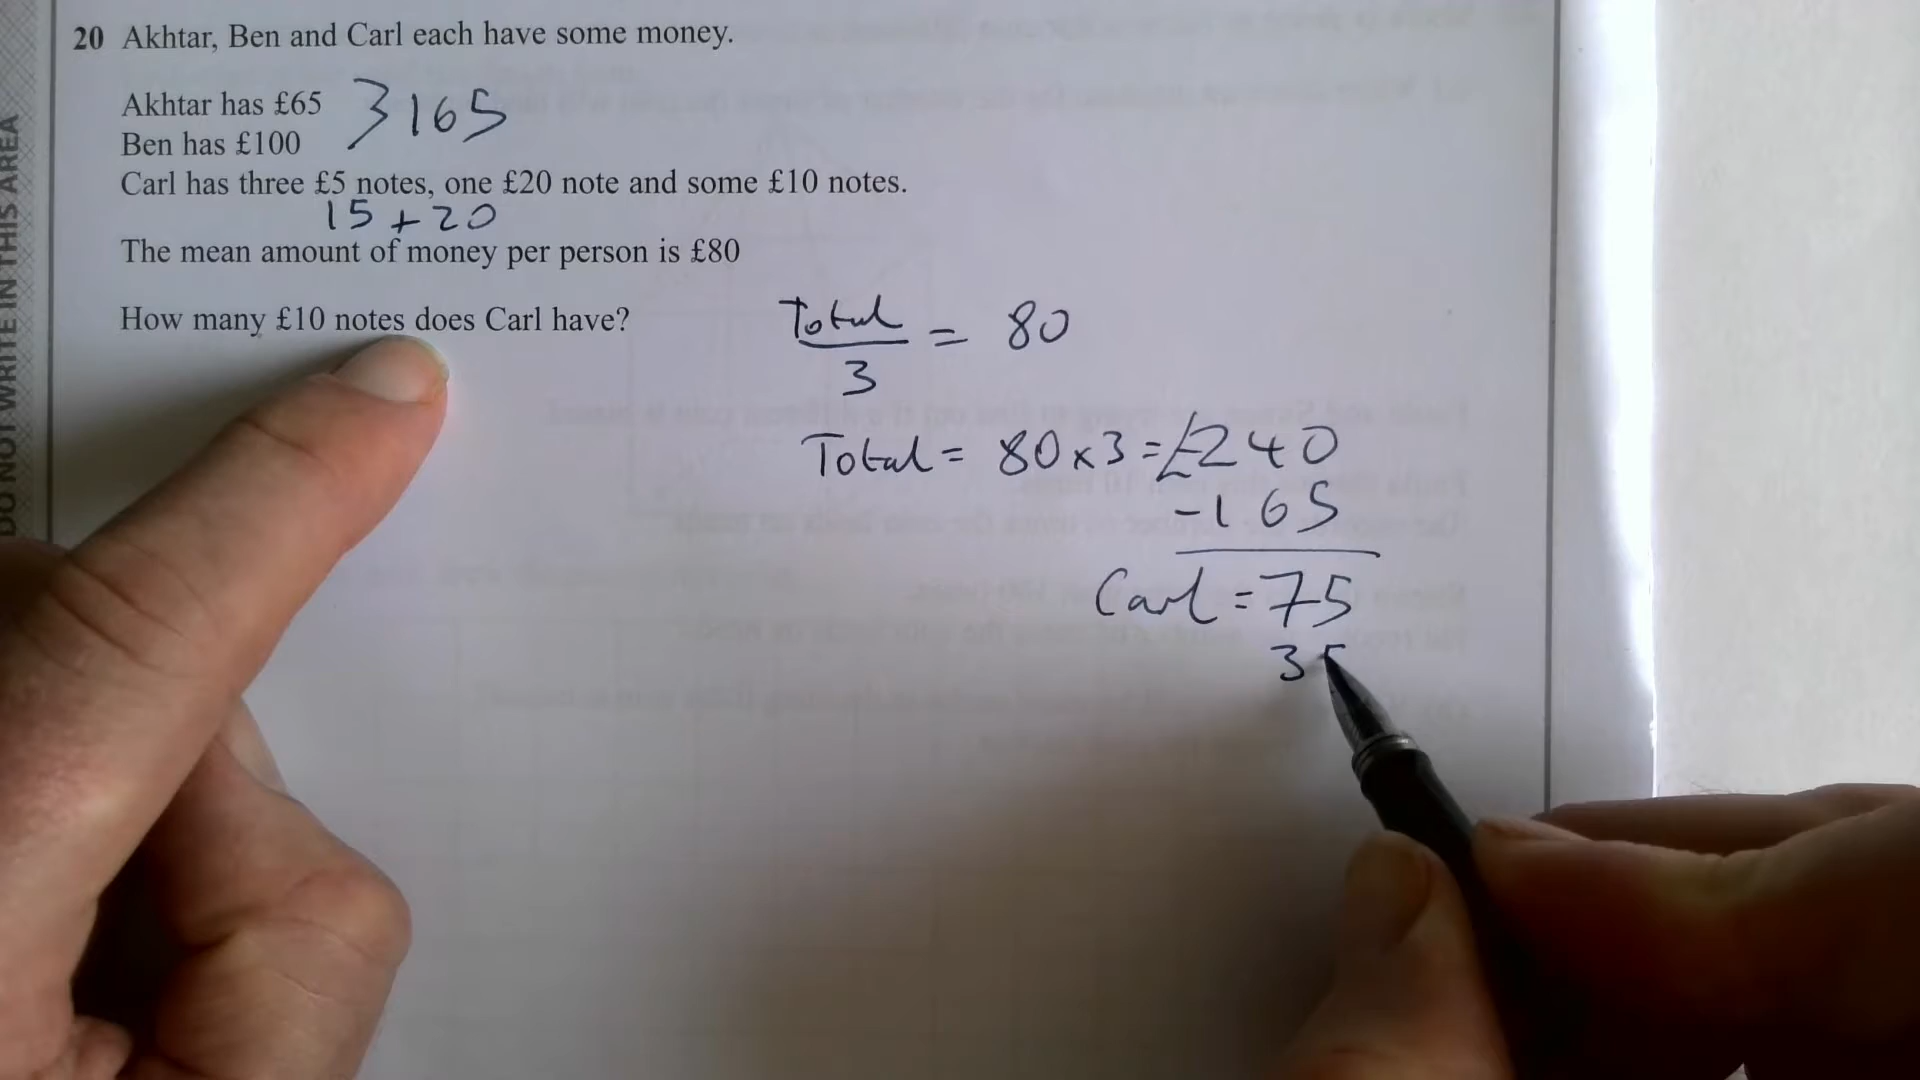 20 Akhtar, Ben and Carl each have some money.
Akhtar has £65
Ben has £100
165
Carl has three £5 notes, one £20 note and some £10 notes.
15 + 20
The mean amount of money per person is £80
How many £10 notes does Carl have?
Total
3
= 80
Total = 80 x 3 = £240
-165
Carl = 75
35
DO NOT WRITE IN THIS AREA